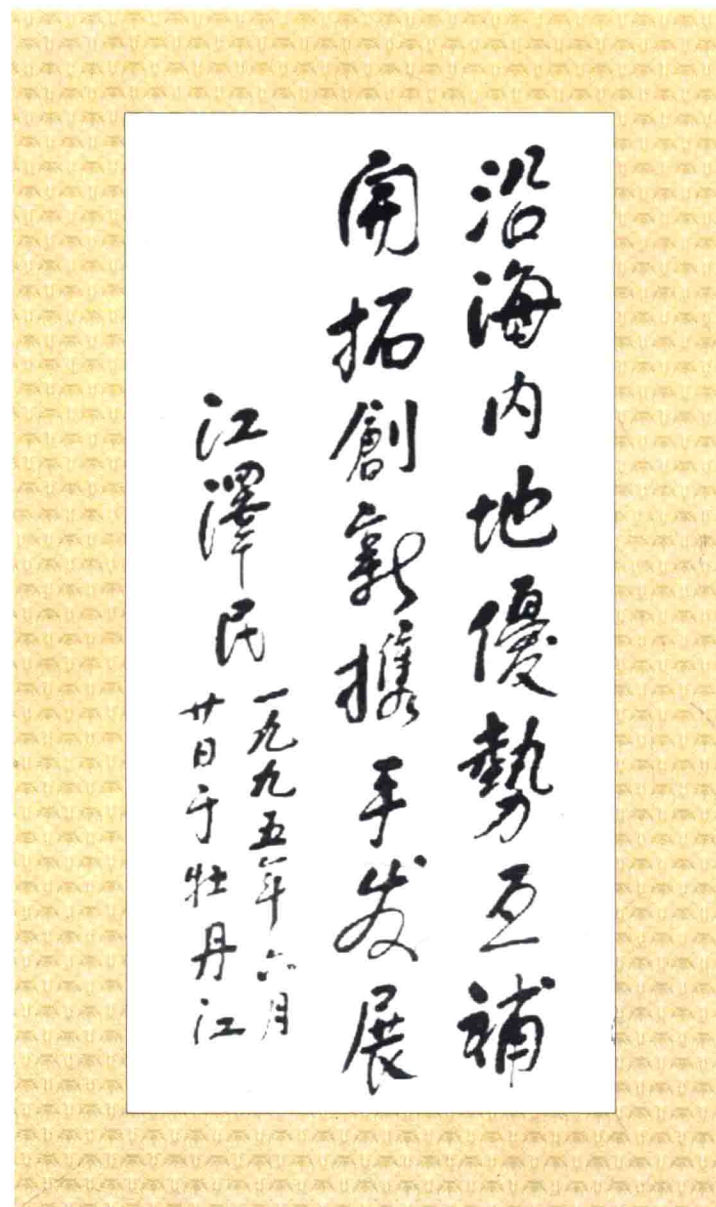 沿海内地優勢互補
開拓創新携手发展
江澤民
一九九五年六月
廿日于牡丹江